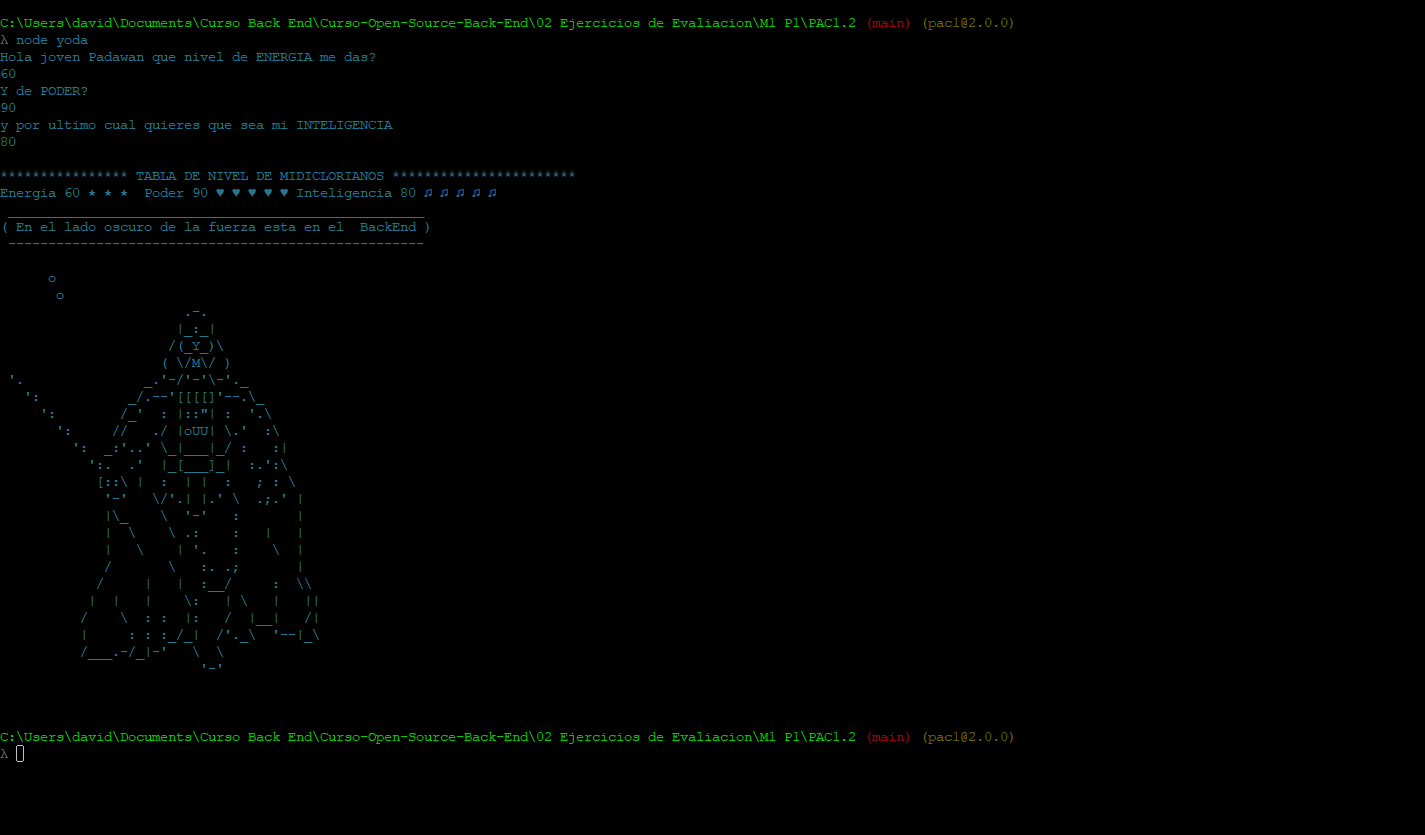 C:\Users\david\Documents\Curso Back End\Curso-Open-Source-Back-End\02 Ejercicios de Evaliacion\M1 P1\PAC1.2 (main) (pac1@2.0.0)
λ node yoda
Hola joven Padawan que nivel de ENERGIA me das?
60
Y de PODER?
90
y por ultimo cual quieres que sea mi INTELIGENCIA
80
**************** TABLA DE NIVEL DE MIDICLORIANOS ***********************
Energia 60 ★ ★ ★  Poder 90 ♥ ♥ ♥ ♥ ♥ Inteligencia 80 ♫ ♫ ♫ ♫ ♫
 ____________________________________________________
( En el lado oscuro de la fuerza esta en el  BackEnd )
 ----------------------------------------------------
      o
       o
                       .-.
                      |_:_|
                     /(_Y_)\
                    ( \/M\/ )
 '.               _.'-/'-'\-'._
   ':           _/.--'[[[[]'--.\_
     ':        /_'  : |::"| :  '.\
       ':     //   ./ |oUU| \.'  :\
         ':  _:'..' \_|___|_/ :   :|
           ':.  .'  |_[___]_|  :.':\
            [::\ |  :  | |  :   ; : \
             '-'   \/'.| |.' \  .;.' |
             |\_    \  '-'   :       |
             |  \    \ .:    :   |   |
             |   \    | '.   :    \  |
             /       \   :. .;       |
            /     |   |  :__/     :  \\
           |  |   |    \:   | \   |   ||
          /    \  : :  |:   /  |__|   /|
          |     : : :_/_|  /'._\  '--|_\
          /___.-/_|-'   \  \
                         '-'
C:\Users\david\Documents\Curso Back End\Curso-Open-Source-Back-End\02 Ejercicios de Evaliacion\M1 P1\PAC1.2 (main) (pac1@2.0.0)
λ